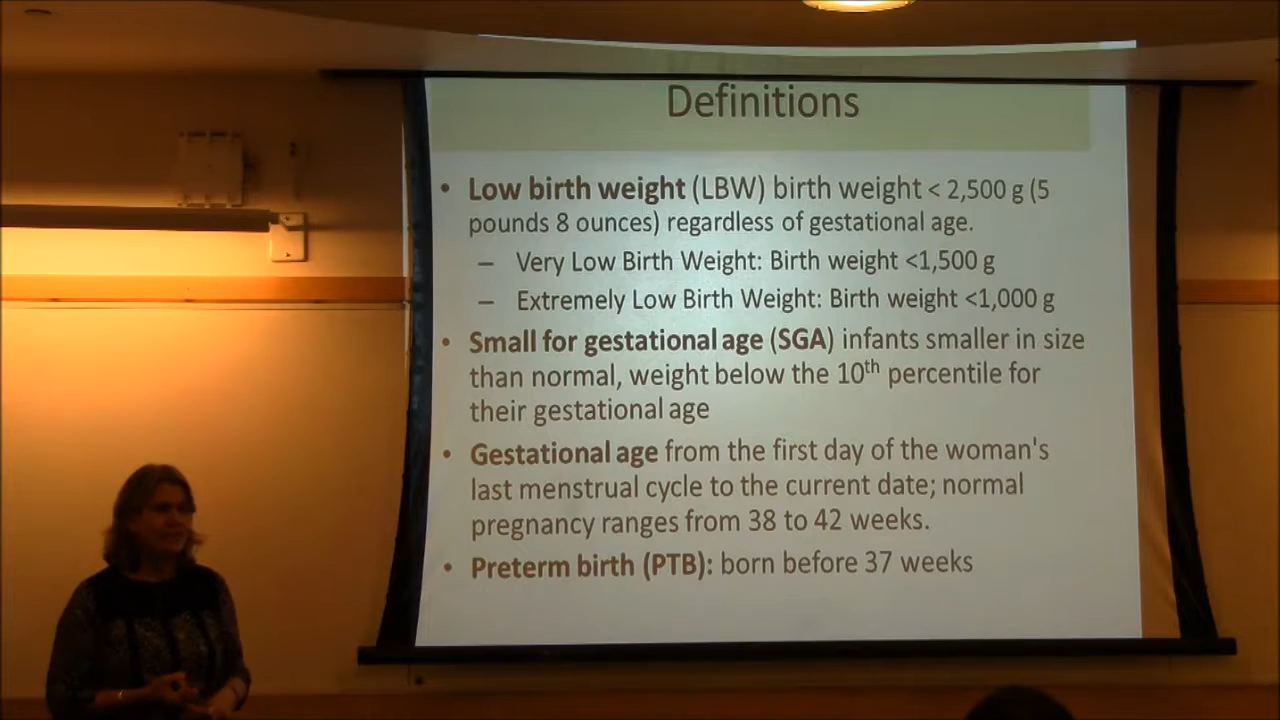 Definitions
• Low birth weight (LBW) birth weight < 2,500 g (5
pounds 8 ounces) regardless of gestational age.
– Very Low Birth Weight: Birth weight <1,500 g
– Extremely Low Birth Weight: Birth weight <1,000 g
• Small for gestational age (SGA) infants smaller in size
than normal, weight below the 10th percentile for
their gestational age
• Gestational age from the first day of the woman's
last menstrual cycle to the current date; normal
pregnancy ranges from 38 to 42 weeks.
• Preterm birth (PTB): born before 37 weeks